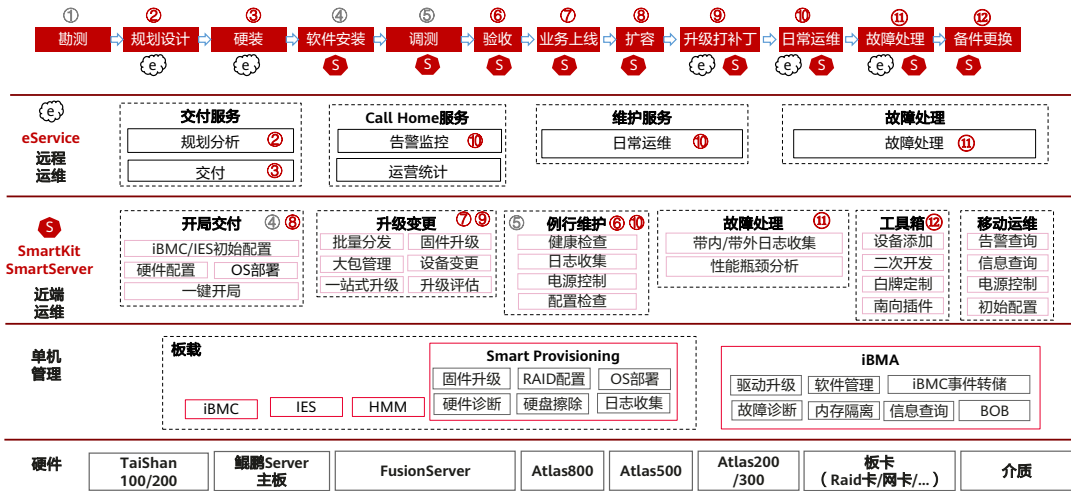 ① ② ③ ④ ⑤ ⑥ ⑦ ⑧ ⑨ ⑩ ⑪ ⑫
勘测 规划设计 硬装 软件安装 调测 验收 业务上线 扩容 升级打补丁 日常运维 故障处理 备件更换
e e S S S S S e S e S e S S
e
eService
远程
运维
交付服务
规划分析 ②
交付 ③
Call Home服务
告警监控 ⑩
运营统计
维护服务
日常运维 ⑩
故障处理
故障处理 ⑪
S
SmartKit
SmartServer
近端
运维
开局交付 ④ ⑧
iBMC/IES初始配置
硬件配置 OS部署
一键开局
升级变更 ⑦ ⑨
批量分发 固件升级
大包管理 设备变更
一站式升级 升级评估
⑤ 例行维护 ⑥ ⑩
健康检查
日志收集
电源控制
配置检查
故障处理 ⑪
带内/带外日志收集
性能瓶颈分析
工具箱 ⑫
设备添加
二次开发
白牌定制
南向插件
移动运维
告警查询
信息查询
电源控制
初始配置
单机
管理
板载
iBMC IES HMM
Smart Provisioning
固件升级 RAID配置 OS部署
硬件诊断 硬盘擦除 日志收集
iBMA
驱动升级 软件管理 iBMC事件转储
故障诊断 内存隔离 信息查询 BOB
硬件
TaiShan
100/200
鲲鹏Server
主板
FusionServer
Atlas800
Atlas500
Atlas200
/300
板卡
（Raid卡/网卡/...）
介质